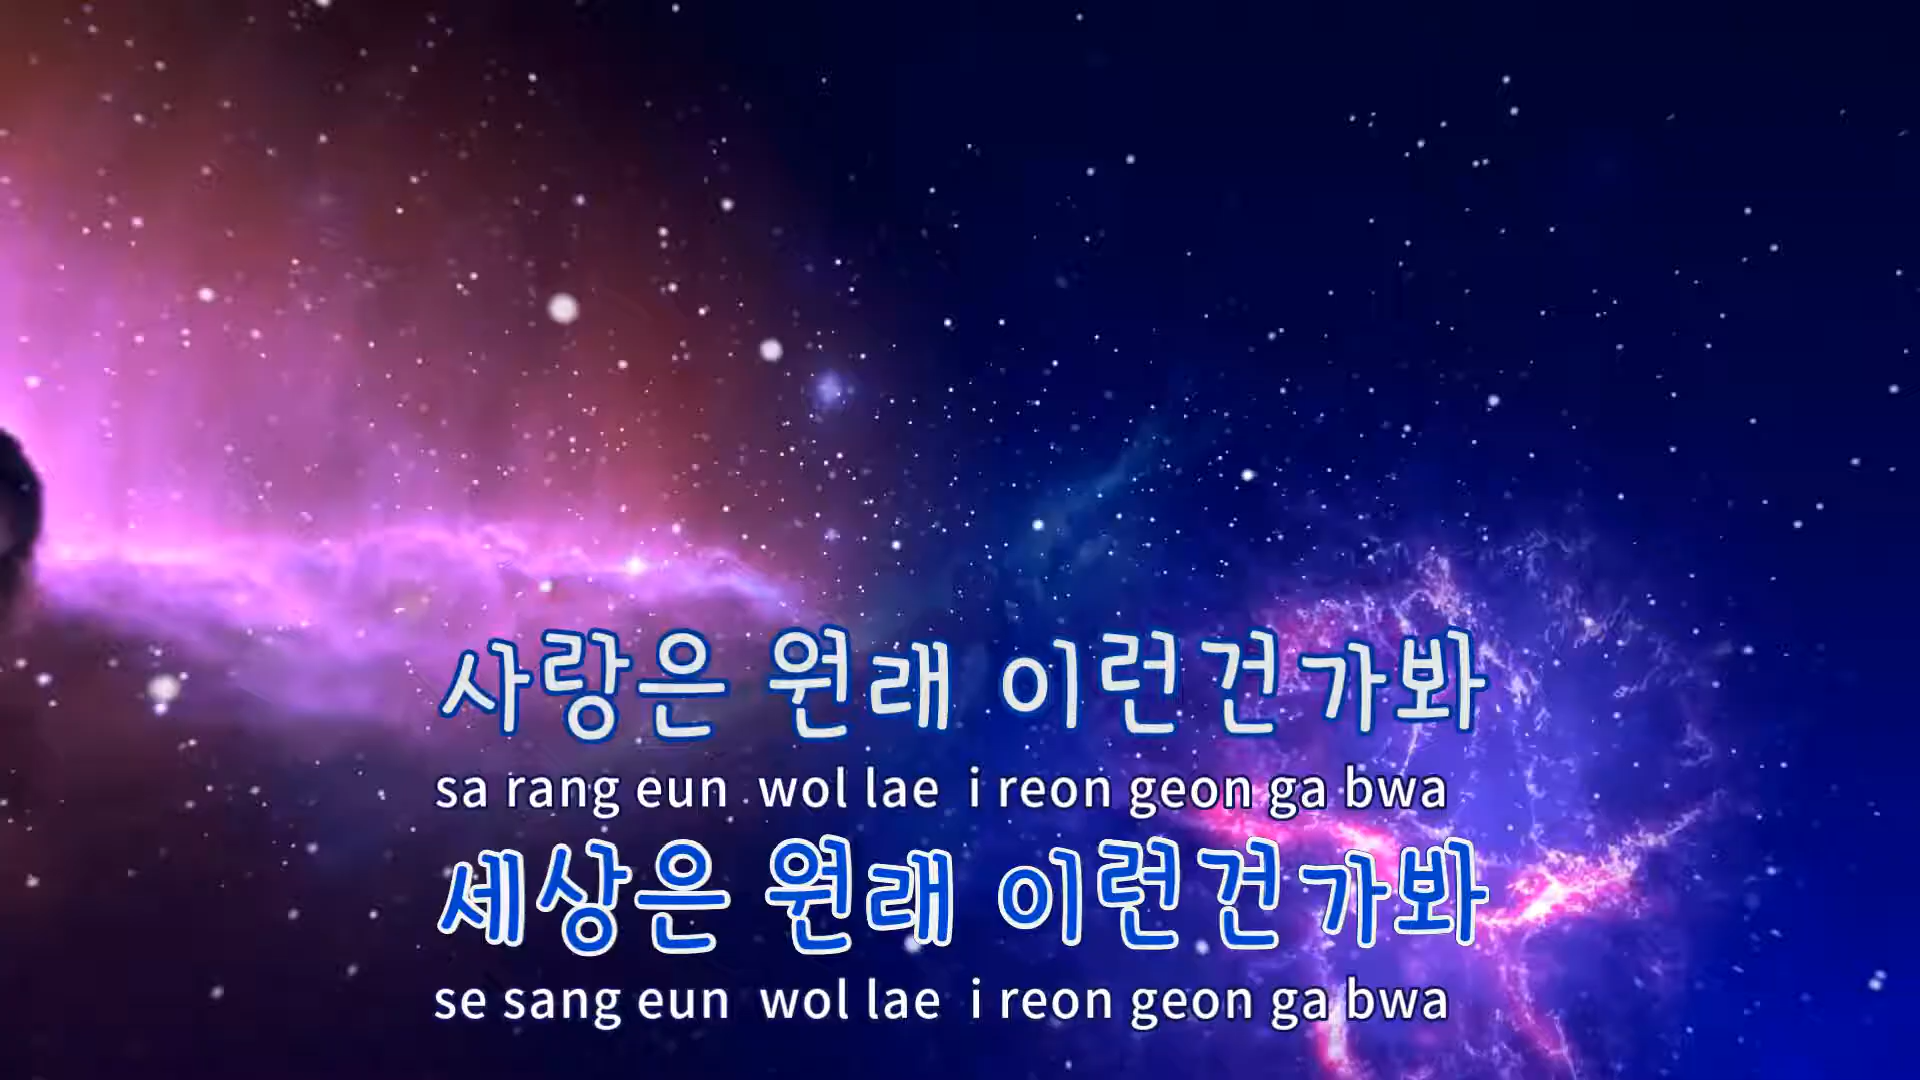 사랑은 원래 이런건가봐
sa rang eun wol lae i reon geon ga bwa
세상은 원래 이런건가봐
se sang eun wol lae i reon geon ga bwa